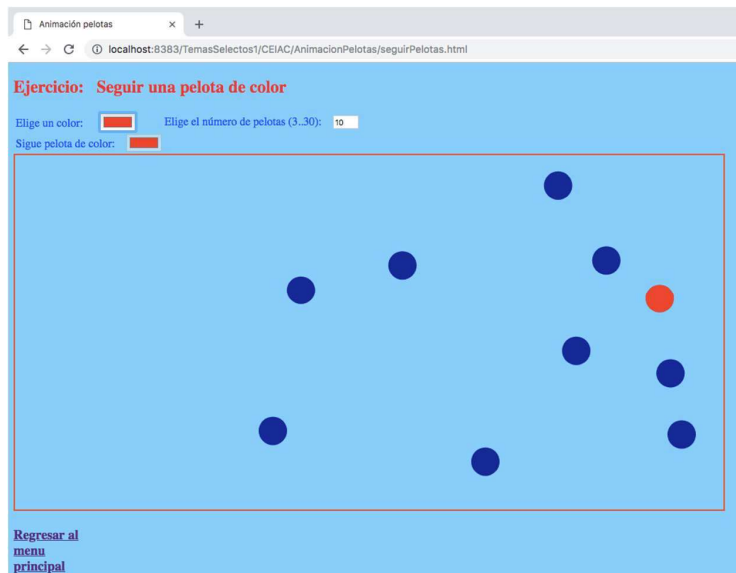 Animación pelotas
localhost:8383/TemasSelectos1/CEIAC/AnimacionPelotas/seguirPelotas.html
Ejercicio: Seguir una pelota de color
Elige un color: Elige el número de pelotas (3..30): 10
Sigue pelota de color:
Regresar al
menu
principal